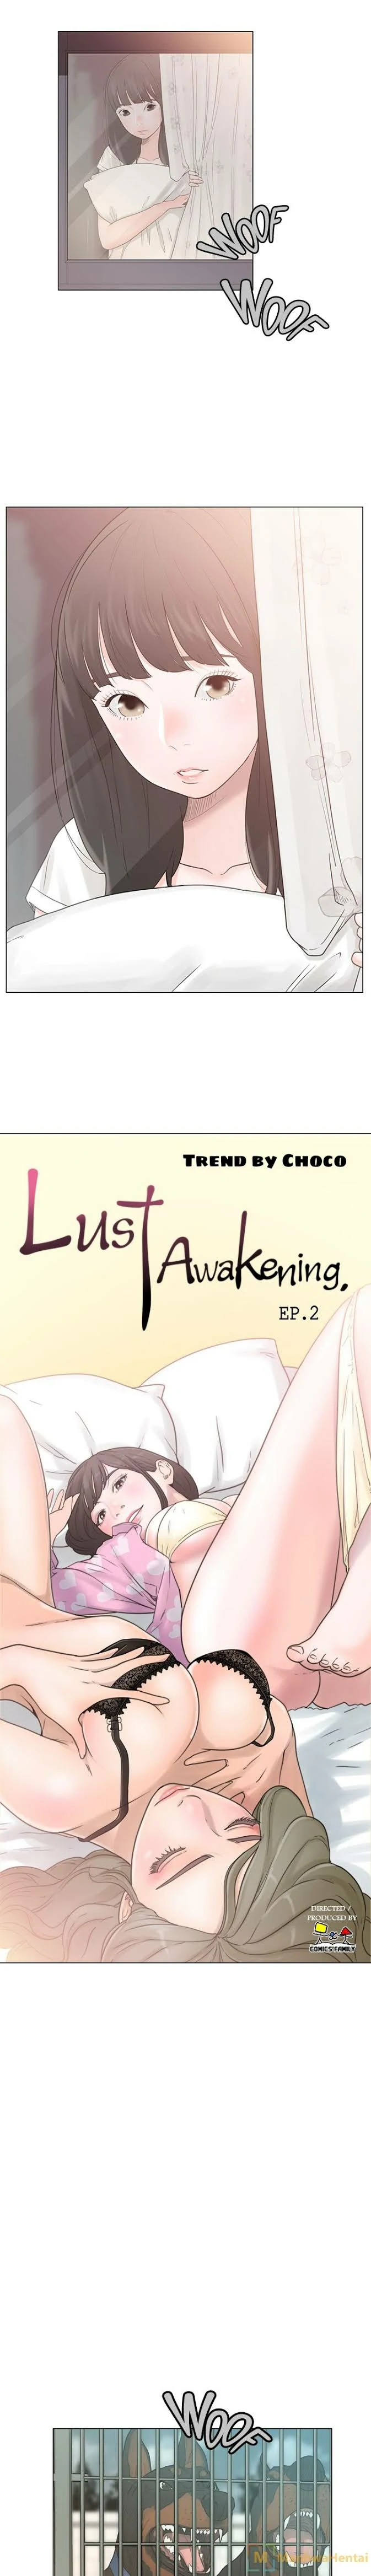 WOOF
WOOF
TREND BY CHOCO
LUST AWAKENING.
EP.2
DIRECTED /
PRODUCED BY
COMICS FAMILY
WOOF